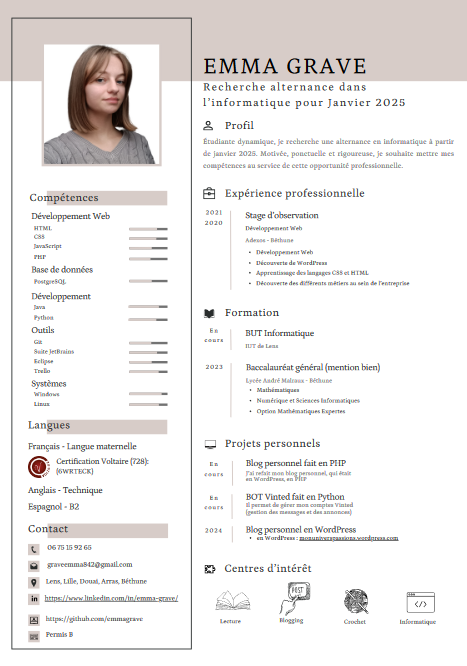 EMMA GRAVE
Recherche alternance dans
l'informatique pour Janvier 2025
Profil
Étudiante dynamique, je recherche une alternance en informatique à partir
de janvier 2025. Motivée, ponctuelle et rigoureuse, je souhaite mettre mes
compétences au service de cette opportunité professionnelle.
Compétences
Développement Web
HTML
CSS
JavaScript
PHP
Base de données
PostgreSQL
Développement
Java
Python
Outils
Git
Suite JetBrains
Eclipse
Trello
Systèmes
Windows
Linux
Langues
Français - Langue maternelle
Certification Voltaire (728):
(6WRTECK)
Anglais - Technique
Espagnol - B2
Contact
06 75 15 92 65
graveemma842@gmail.com
Lens, Lille, Douai, Arras, Béthune
https://www.linkedin.com/in/emma-grave/
https://github.com/emmagrave
Permis B
Expérience professionnelle
2021
2020
Stage d'observation
Développement Web
Adexos - Béthune
• Développement Web
• Découverte de WordPress
• Apprentissage des langages CSS et HTML
• Découverte des différents métiers au sein de l'entreprise
Formation
En
cours
BUT Informatique
IUT de Lens
2023
Baccalauréat général (mention bien)
Lycée André Malraux - Béthune
• Mathématiques
• Numérique et Sciences Informatiques
• Option Mathématiques Expertes
Projets personnels
En
cours
Blog personnel fait en PHP
J'ai refait mon blog personnel, qui était
en WordPress, en PHP
En
cours
BOT Vinted fait en Python
Il permet de gérer mon comptes Vinted
(gestion des messages et des annonces)
2024
Blog personnel en WordPress
• en WordPress : monuniverspassions.wordpress.com
Centres d'intérêt
POST
</>
Lecture
Blogging
Crochet
Informatique